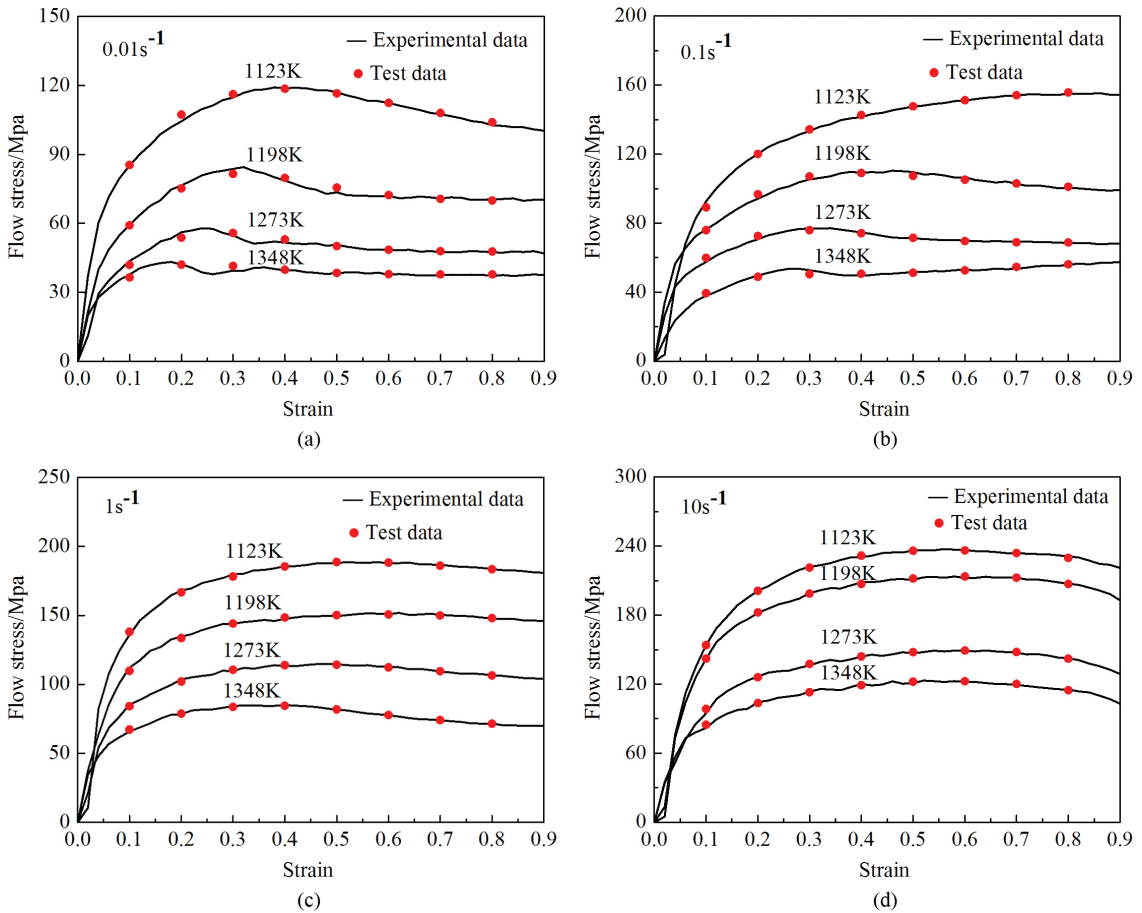 150
120
90
60
30
0
Flow stress/Mpa
0.01s⁻¹
Experimental data
Test data
1123K
1198K
1273K
1348K
0.0 0.1 0.2 0.3 0.4 0.5 0.6 0.7 0.8 0.9
Strain
(a)
200
160
120
80
40
0
Flow stress/Mpa
0.1s⁻¹
Experimental data
Test data
1123K
1198K
1273K
1348K
0.0 0.1 0.2 0.3 0.4 0.5 0.6 0.7 0.8 0.9
Strain
(b)
250
200
150
100
50
0
Flow stress/Mpa
1s⁻¹
Experimental data
Test data
1123K
1198K
1273K
1348K
0.0 0.1 0.2 0.3 0.4 0.5 0.6 0.7 0.8 0.9
Strain
(c)
300
240
180
120
60
0
Flow stress/Mpa
10s⁻¹
Experimental data
Test data
1123K
1198K
1273K
1348K
0.0 0.1 0.2 0.3 0.4 0.5 0.6 0.7 0.8 0.9
Strain
(d)